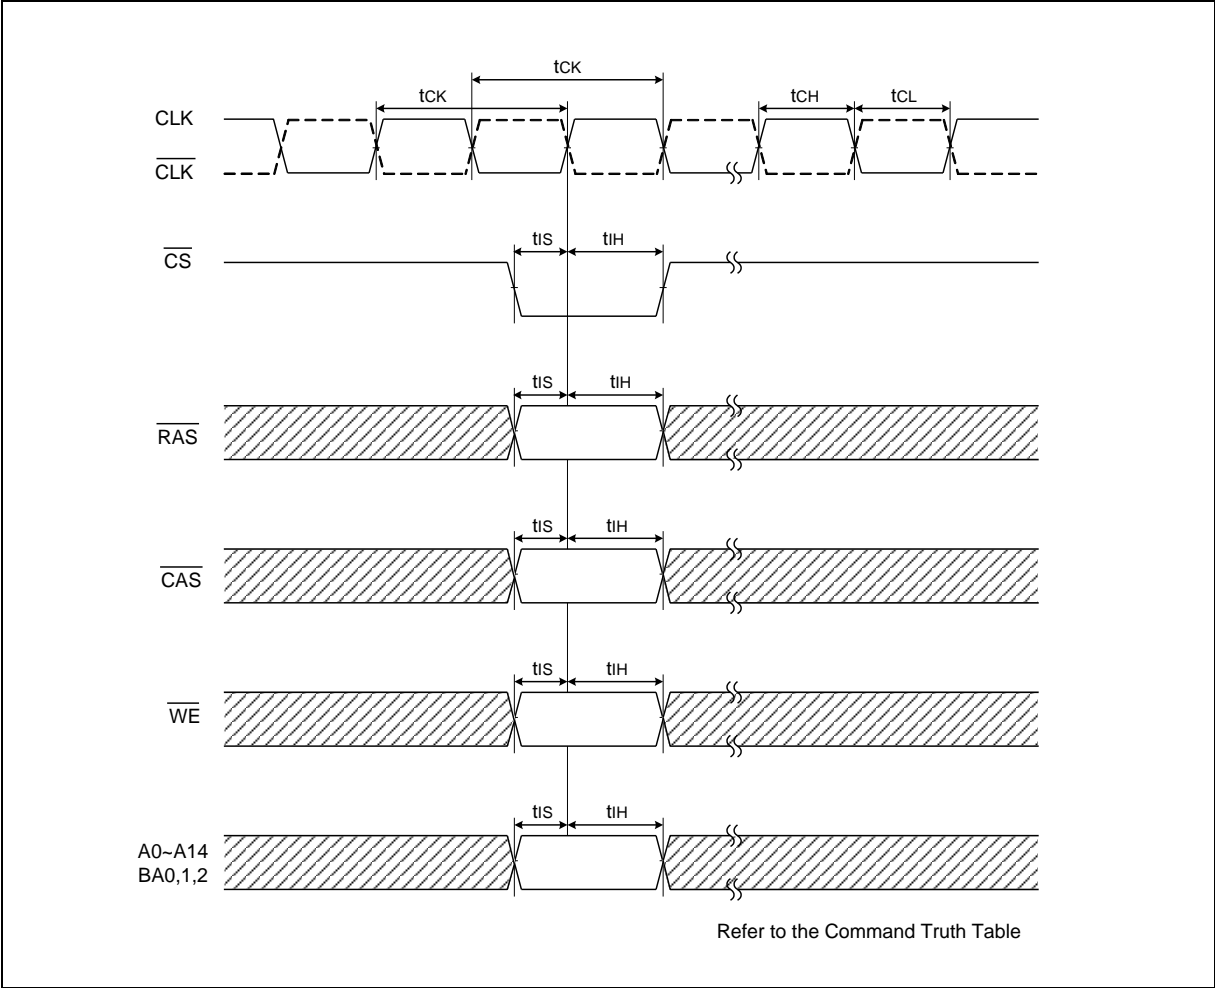 tCK
tCK
tCH
tCL
CLK
CLK
tIS
tIH
CS
tIS
tIH
RAS
tIS
tIH
CAS
tIS
tIH
WE
tIS
tIH
A0~A14
BA0,1,2
Refer to the Command Truth Table